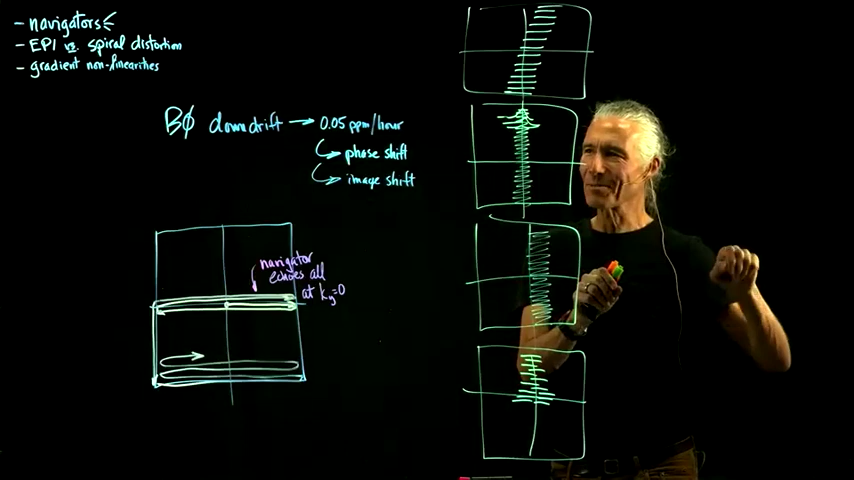 - navigators
- EPI vs. spiral distortion
- gradient non-linearities
BØ downdrift → 0.05 ppm/hour
↳ phase shift
↳ image shift
navigator
echoes all
at ky=0